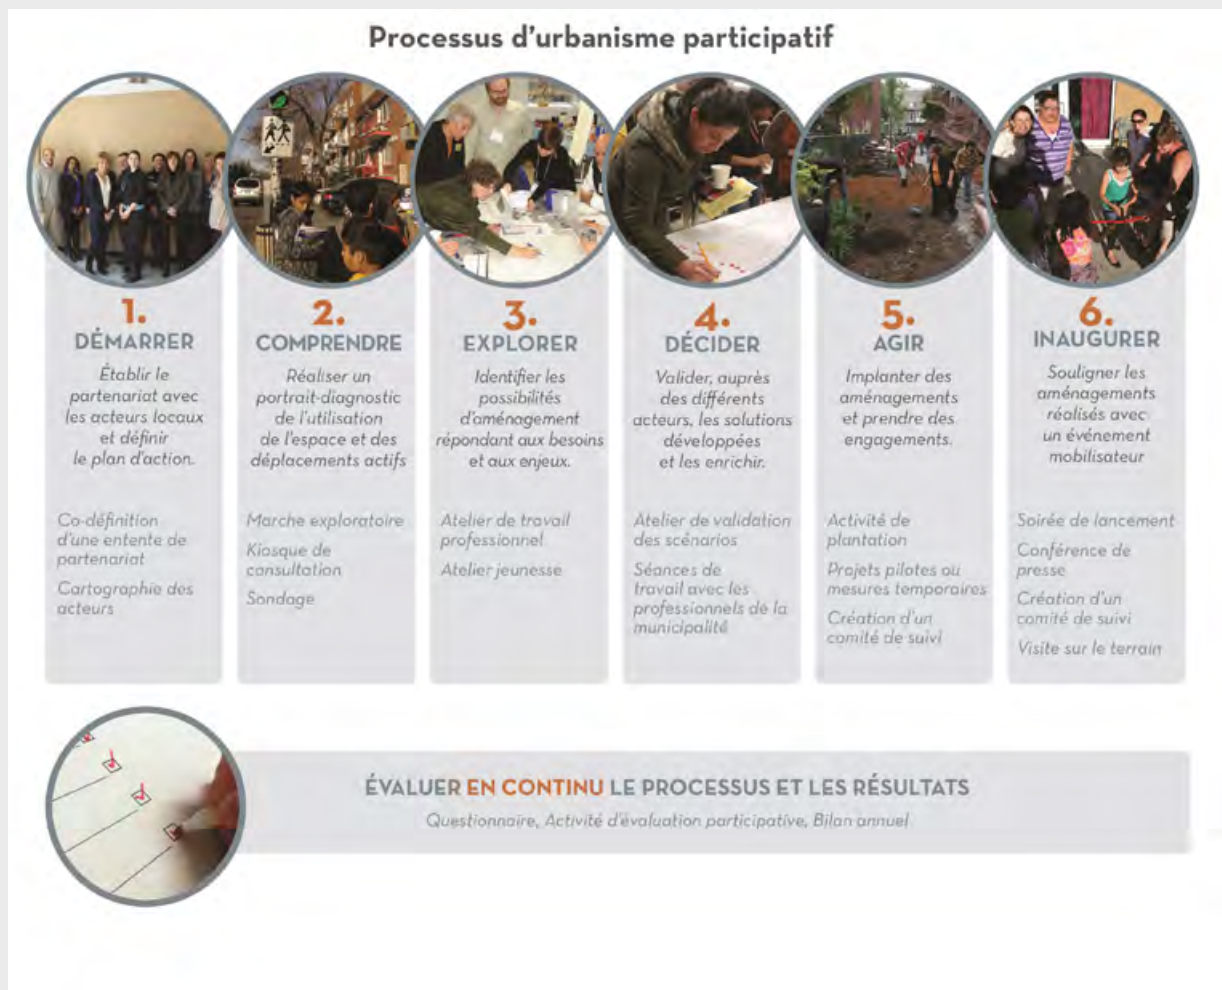 Processus d'urbanisme participatif
1.
DÉMARRER
Établir le
partenariat avec
les acteurs locaux
et définir
le plan d'action.
Co-définition
d'une entente de
partenariat
Cartographie des
acteurs
2.
COMPRENDRE
Réaliser un
portrait-diagnostic
de l'utilisation
de l'espace et des
déplacements actifs
Marche exploratoire
Kiosque de
consultation
Sondage
3.
EXPLORER
Identifier les
possibilités
d'aménagement
répondant aux besoins
et aux enjeux.
Atelier de travail
professionnel
Atelier jeunesse
4.
DÉCIDER
Valider, auprès
des différents
acteurs, les solutions
développées
et les enrichir.
Atelier de validation
des scénarios
Séances de
travail avec les
professionnels de la
municipalité
5.
AGIR
Implanter des
aménagements
et prendre des
engagements.
Activité de
plantation
Projets pilotes ou
mesures temporaires
Création d'un
comité de suivi
6.
INAUGURER
Souligner les
aménagements
réalisés avec
un événement
mobilisateur
Soirée de lancement
Conférence de
presse
Création d'un
comité de suivi
Visite sur le terrain
ÉVALUER EN CONTINU LE PROCESSUS ET LES RÉSULTATS
Questionnaire, Activité d'évaluation participative, Bilan annuel